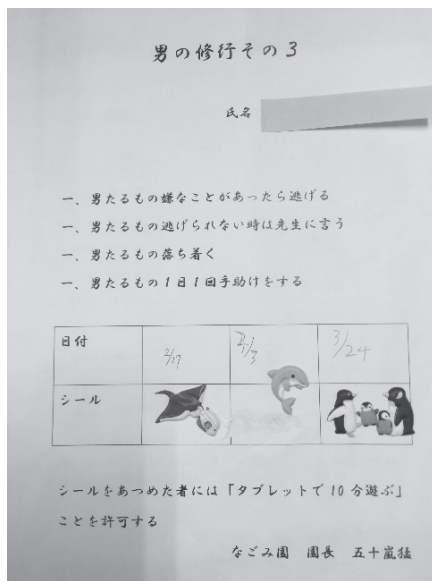 男の修行その3
氏名
一、男たるもの嫌なことがあったら逃げる
一、男たるもの逃げられない時は先生に言う
一、男たるもの落ち着く
一、男たるもの1日1回手助けをする
日付 2/17 3/24
シール
シールをあつめた者には「タブレットで10分遊ぶ」
ことを許可する
なごみ園 園長 五十嵐猛